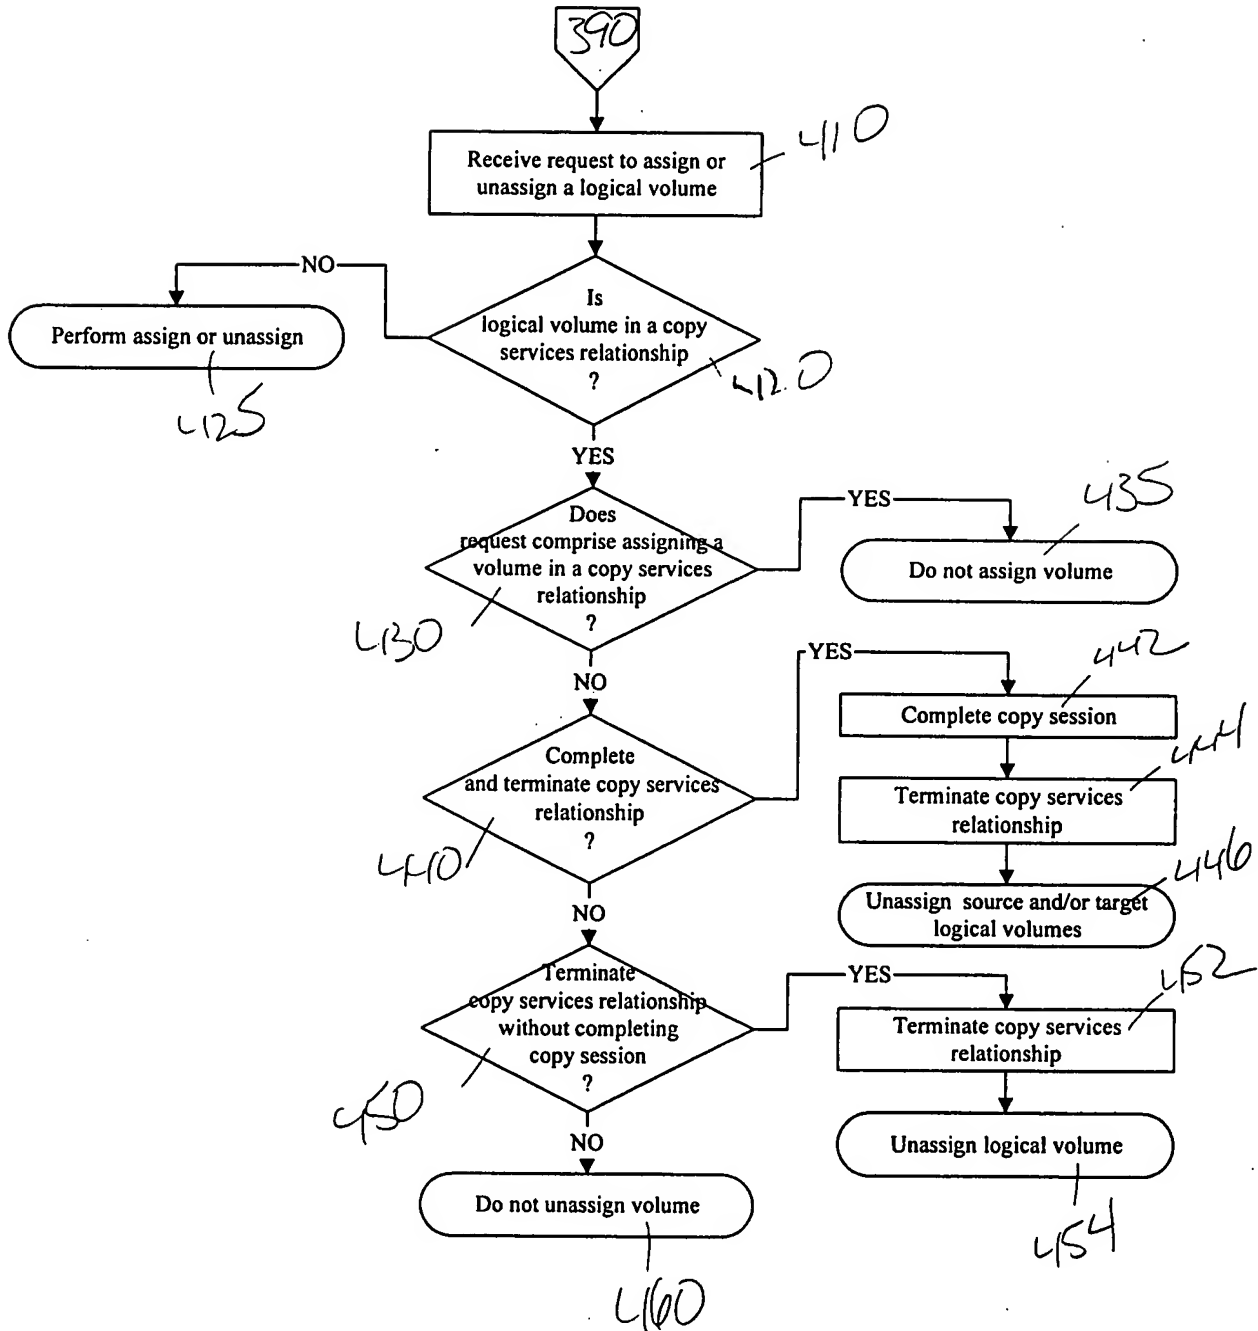 390
Receive request to assign or
unassign a logical volume
410
NO
Is
logical volume in a copy
services relationship
?
420
Perform assign or unassign
425
YES
Does
request comprise assigning a
volume in a copy services
relationship
?
430
YES
435
Do not assign volume
NO
YES
442
Complete copy session
Complete
and terminate copy services
relationship
?
440
444
Terminate copy services
relationship
446
Unassign source and/or target
logical volumes
NO
Terminate
copy services relationship
without completing
copy session
?
450
YES
452
Terminate copy services
relationship
Unassign logical volume
454
NO
Do not unassign volume
460